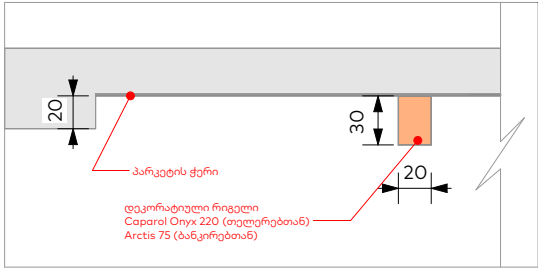 20
30
20
პარკეტის ჭერი
დეკორატიული რიგელი
Caparol Onyx 220 (თელერებთან)
Arctis 75 (ბანკირებთან)